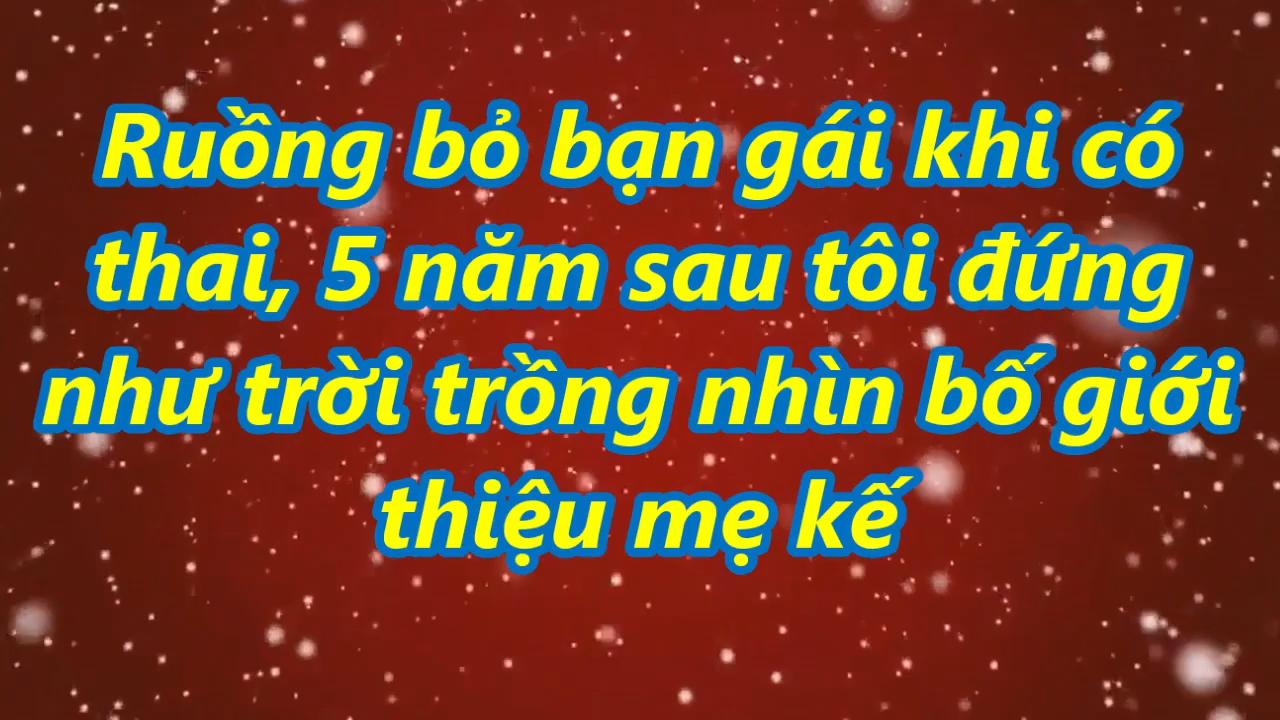 Ruồng bỏ bạn gái khi có
thai, 5 năm sau tôi đứng
như trời trồng nhìn bố giới
thiệu mẹ kế